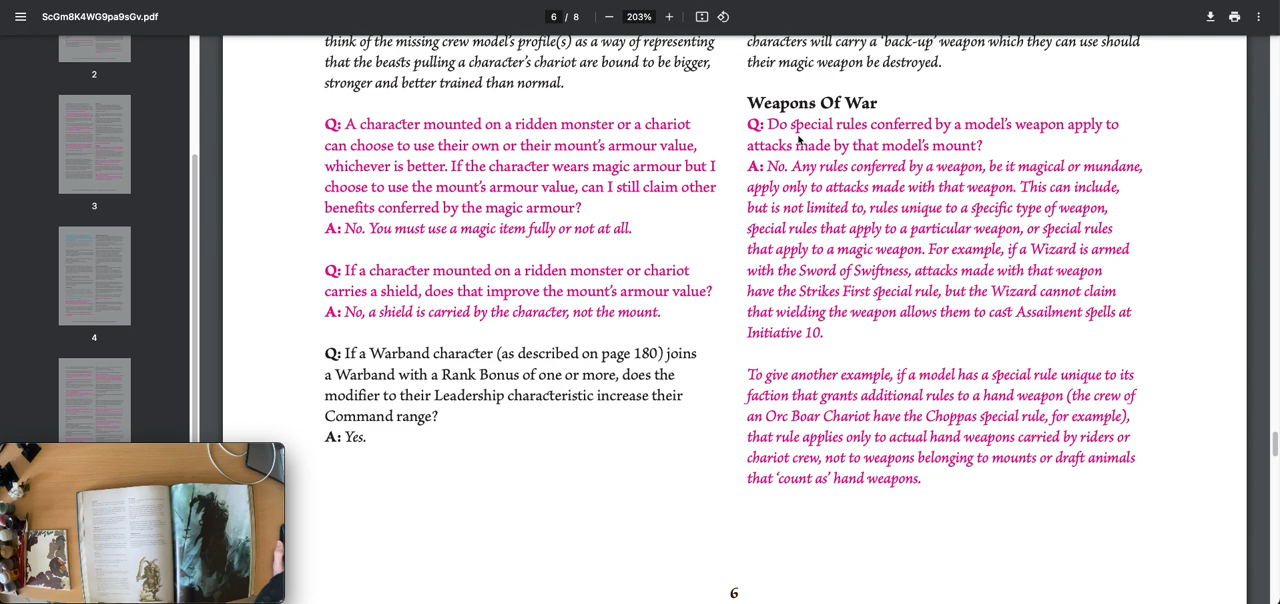 ScGm8K4WG9pa9sGv.pdf
6 / 8
203%
2
3
4
think of the missing crew model's profile(s) as a way of representing
that the beasts pulling a character's chariot are bound to be bigger,
stronger and better trained than normal.
Q: A character mounted on a ridden monster or a chariot
can choose to use their own or their mount's armour value,
whichever is better. If the character wears magic armour but I
choose to use the mount's armour value, can I still claim other
benefits conferred by the magic armour?
A: No. You must use a magic item fully or not at all.
Q: If a character mounted on a ridden monster or chariot
carries a shield, does that improve the mount's armour value?
A: No, a shield is carried by the character, not the mount.
Q: If a Warband character (as described on page 180) joins
a Warband with a Rank Bonus of one or more, does the
modifier to their Leadership characteristic increase their
Command range?
A: Yes.
characters will carry a 'back-up' weapon which they can use should
their magic weapon be destroyed.
Weapons Of War
Q: Do special rules conferred by a model's weapon apply to
attacks made by that model's mount?
A: No. Any rules conferred by a weapon, be it magical or mundane,
apply only to attacks made with that weapon. This can include,
but is not limited to, rules unique to a specific type of weapon,
special rules that apply to a particular weapon, or special rules
that apply to a magic weapon. For example, if a Wizard is armed
with the Sword of Swiftness, attacks made with that weapon
have the Strikes First special rule, but the Wizard cannot claim
that wielding the weapon allows them to cast Assailment spells at
Initiative 10.
To give another example, if a model has a special rule unique to its
faction that grants additional rules to a hand weapon (the crew of
an Orc Boar Chariot have the Choppas special rule, for example),
that rule applies only to actual hand weapons carried by riders or
chariot crew, not to weapons belonging to mounts or draft animals
that 'count as' hand weapons.
6